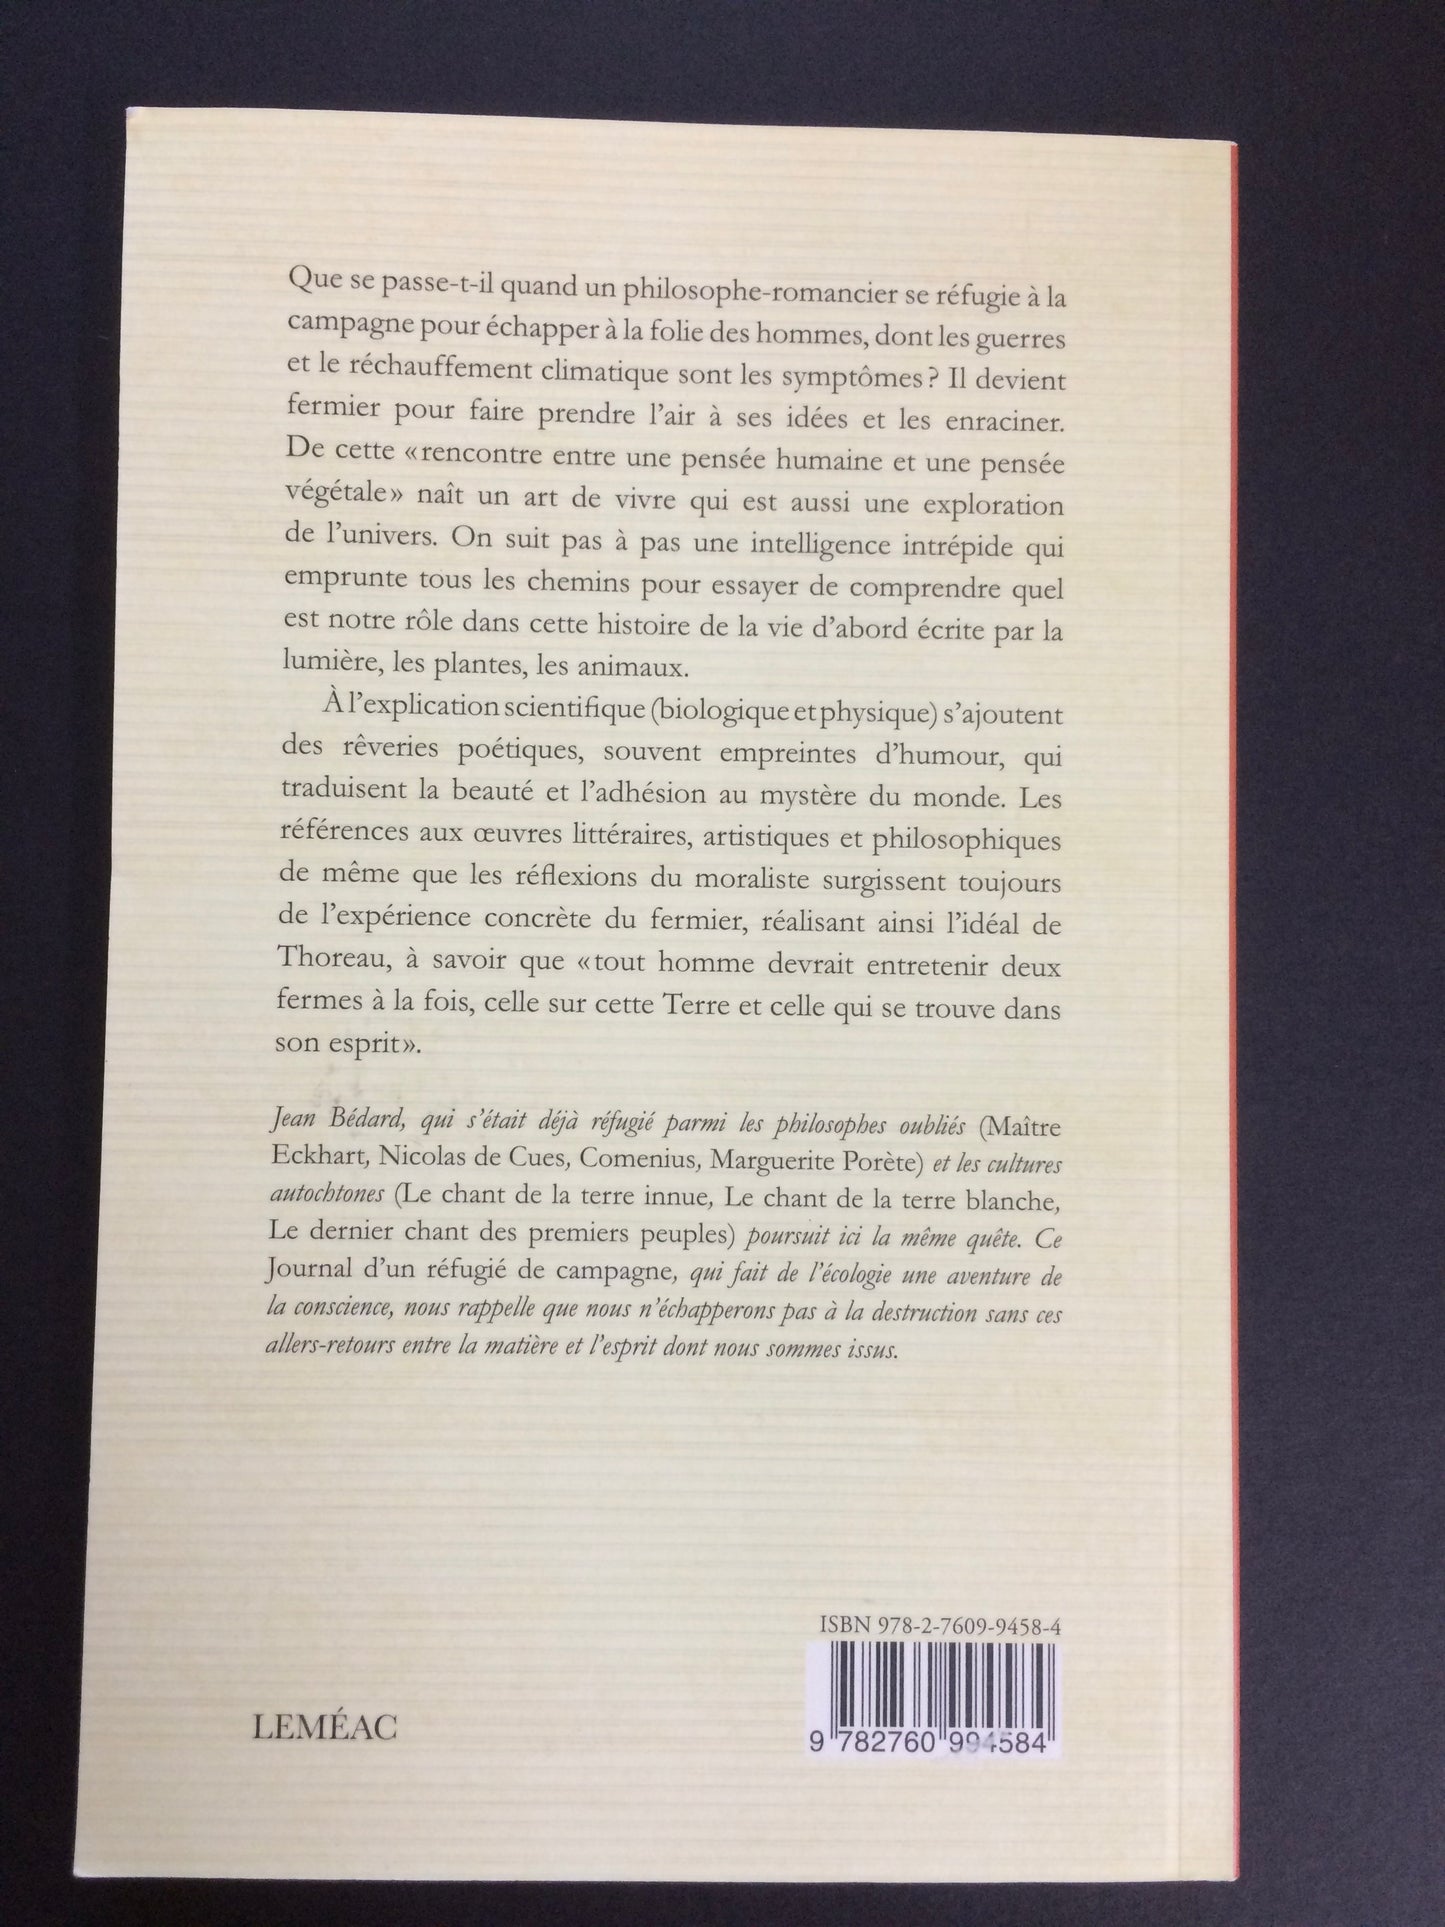 Que se passe-t-il quand un philosophe-romancier se réfugie à la
campagne pour échapper à la folie des hommes, dont les guerres
et le réchauffement climatique sont les symptômes ? Il devient
fermier pour faire prendre l’air à ses idées et les enraciner.
De cette « rencontre entre une pensée humaine et une pensée
végétale » naît un art de vivre qui est aussi une exploration
de l’univers. On suit pas à pas une intelligence intrépide qui
emprunte tous les chemins pour essayer de comprendre quel
est notre rôle dans cette histoire de la vie d’abord écrite par la
lumière, les plantes, les animaux.
À l’explication scientifique (biologique et physique) s’ajoutent
des rêveries poétiques, souvent empreintes d’humour, qui
traduisent la beauté et l’adhésion au mystère du monde. Les
références aux œuvres littéraires, artistiques et philosophiques
de même que les réflexions du moraliste surgissent toujours
de l’expérience concrète du fermier, réalisant ainsi l’idéal de
Thoreau, à savoir que « tout homme devrait entretenir deux
fermes à la fois, celle sur cette Terre et celle qui se trouve dans
son esprit ».
Jean Bédard, qui s’était déjà réfugié parmi les philosophes oubliés (Maître
Eckhart, Nicolas de Cues, Comenius, Marguerite Porète) et les cultures
autochtones (Le chant de la terre innue, Le chant de la terre blanche,
Le dernier chant des premiers peuples) poursuit ici la même quête. Ce
Journal d’un réfugié de campagne, qui fait de l’écologie une aventure de
la conscience, nous rappelle que nous n’échapperons pas à la destruction sans ces
allers-retours entre la matière et l’esprit dont nous sommes issus.
ISBN 978-2-7609-9458-4
9 782760 994584
LEMÉAC